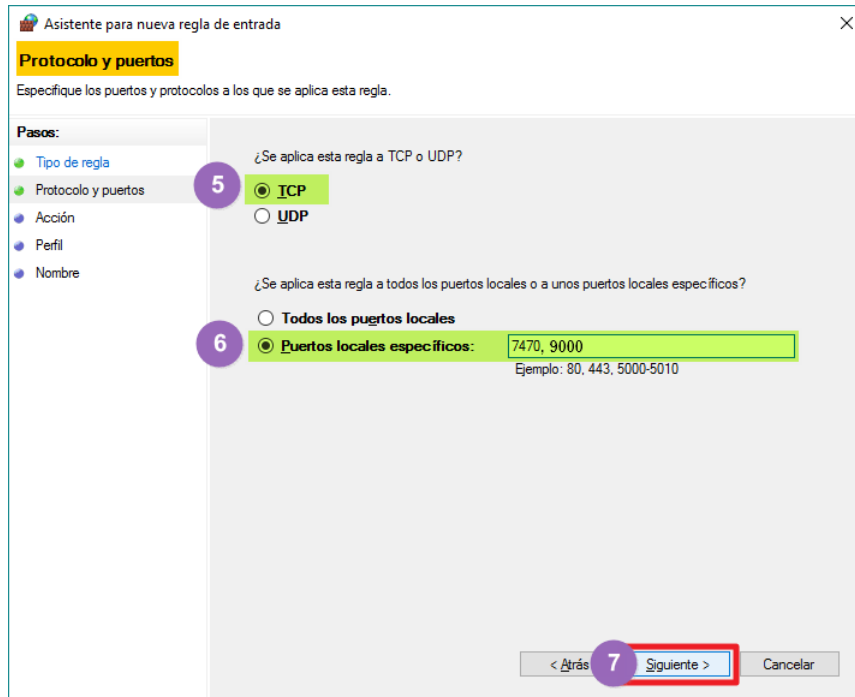 Asistente para nueva regla de entrada
Protocolo y puertos
Especifique los puertos y protocolos a los que se aplica esta regla.
Pasos:
Tipo de regla
Protocolo y puertos
Acción
Perfil
Nombre
¿Se aplica esta regla a TCP o UDP?
5 TCP
UDP
¿Se aplica esta regla a todos los puertos locales o a unos puertos locales específicos?
Todos los puertos locales
6 Puertos locales específicos: 7470, 9000
Ejemplo: 80, 443, 5000-5010
< Atrás 7 Siguiente > Cancelar